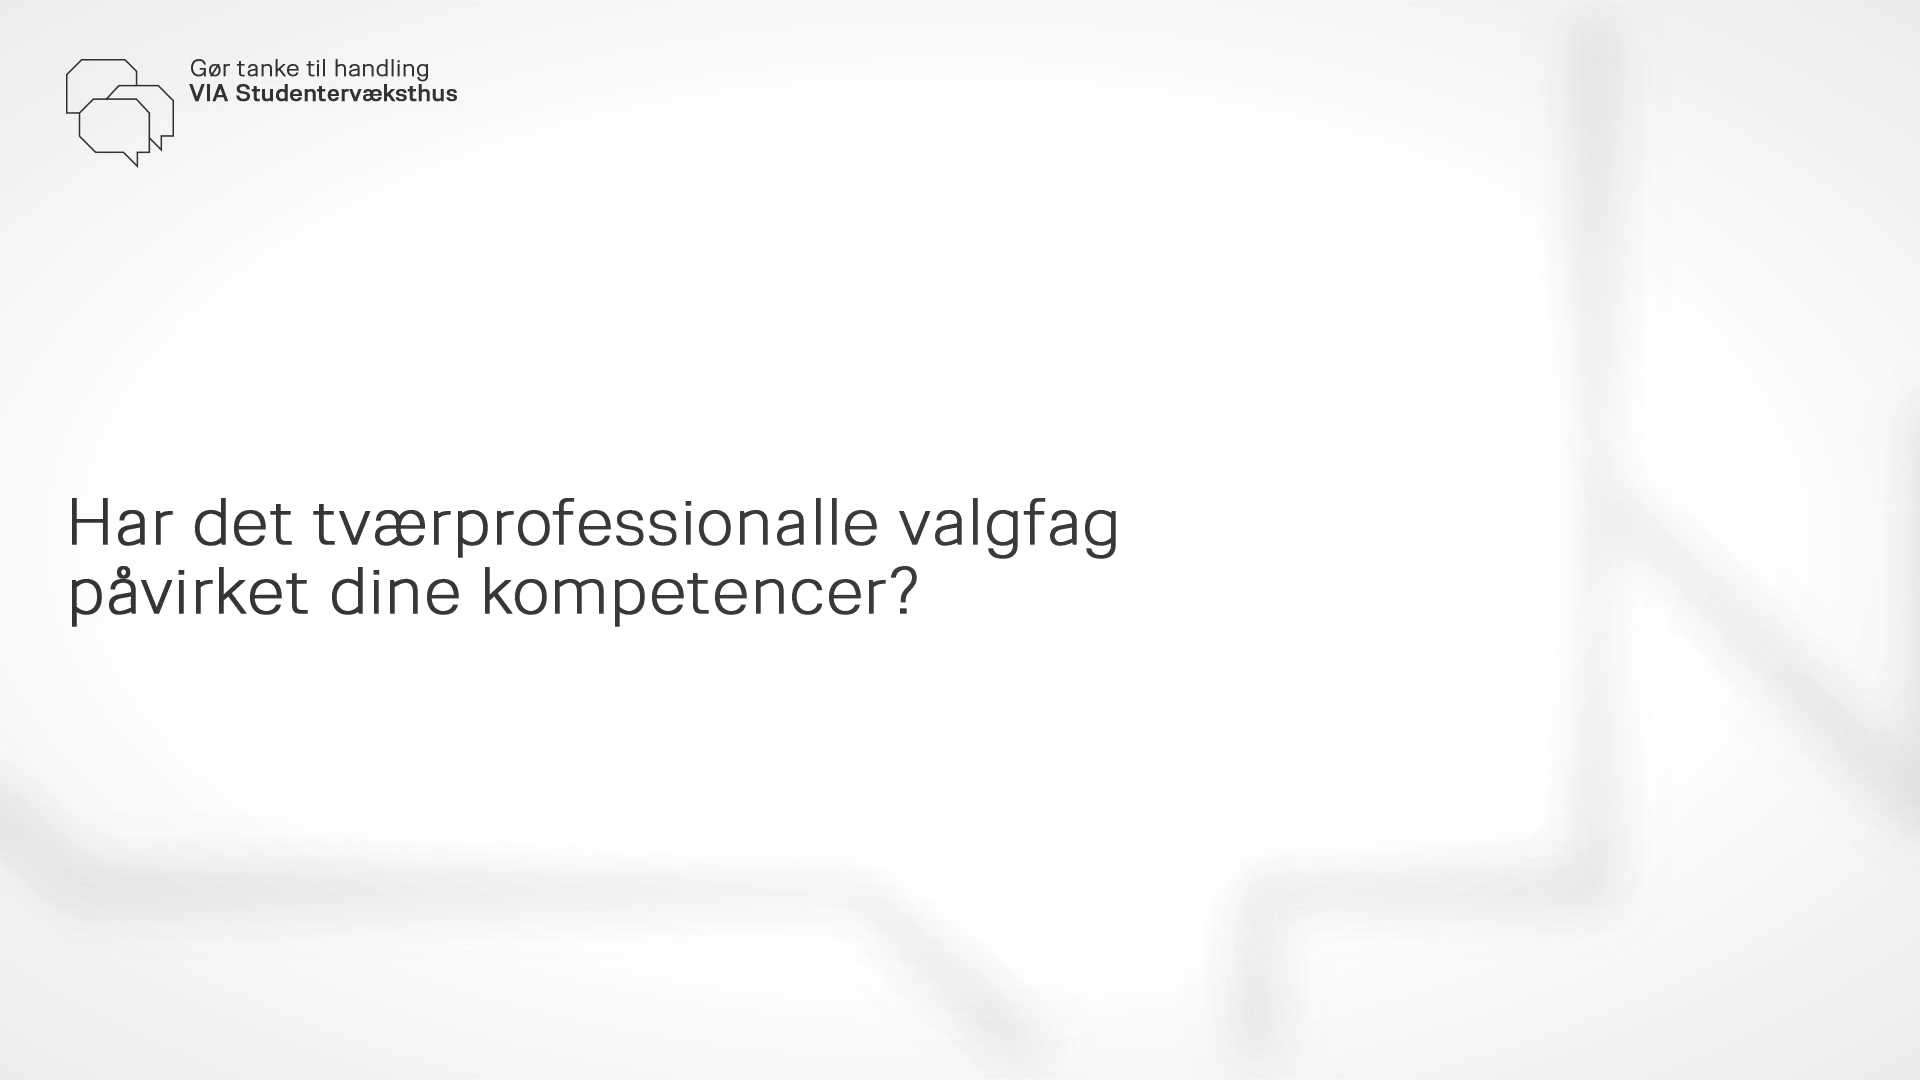 Gør tanke til handling
VIA Studentervæksthus
Har det tværprofessionalle valgfag
påvirket dine kompetencer?